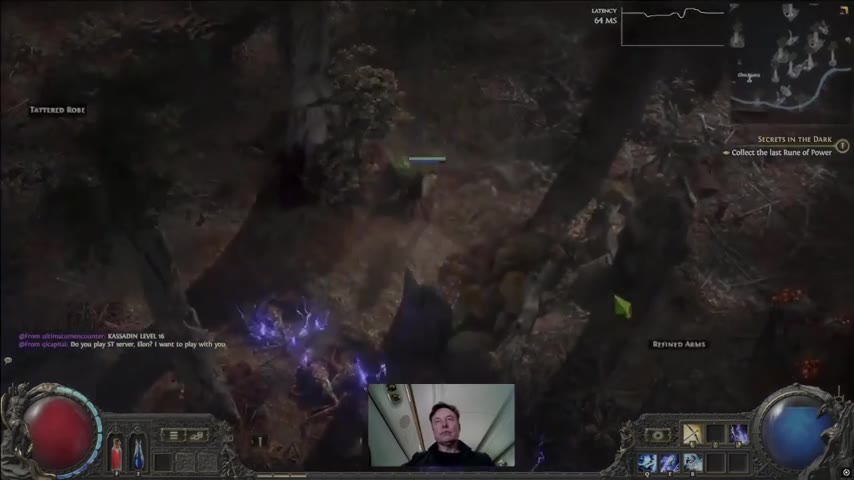 LATENCY
64 MS
TATTERED ROBE
SECRETS IN THE DARK
Collect the last Rune of Power
@From ultimatumencounter: KASSADIN LEVEL 16
@From qicapital: Do you play ST server, Elon? I want to play with you
REFINED ARMS